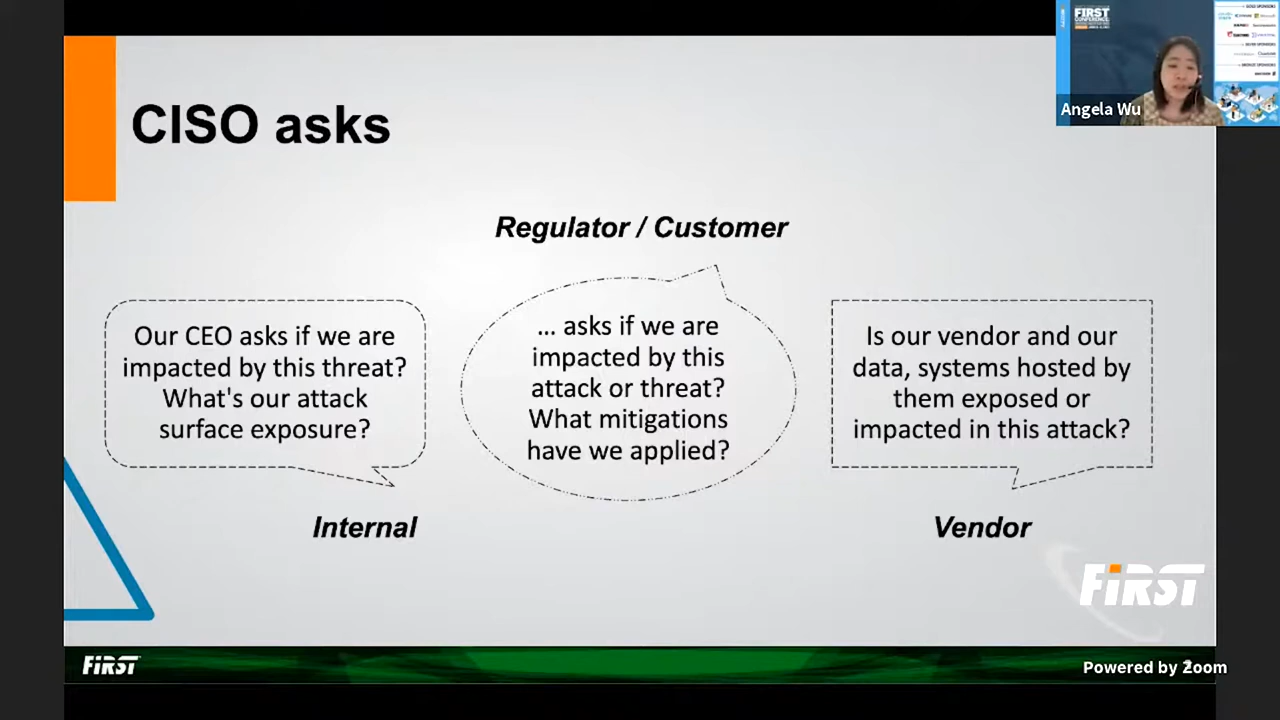 CISO asks
Regulator / Customer
Our CEO asks if we are
impacted by this threat?
What's our attack
surface exposure?
... asks if we are
impacted by this
attack or threat?
What mitigations
have we applied?
Is our vendor and our
data, systems hosted by
them exposed or
impacted in this attack?
Internal
Vendor
FiRST
FiRST
Powered by Zoom
Angela Wu
FIRST
CONFERENCE